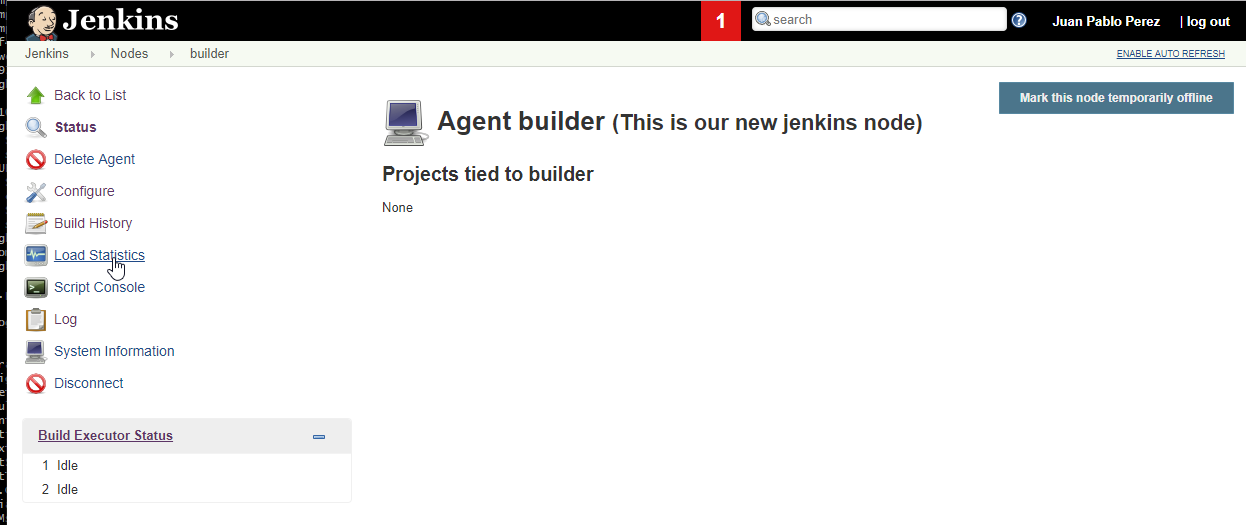 Jenkins
1
search
?
Juan Pablo Perez | log out
Jenkins Nodes builder
ENABLE AUTO REFRESH
Back to List
Status
Delete Agent
Configure
Build History
Load Statistics
Script Console
Log
System Information
Disconnect
Build Executor Status
1 Idle
2 Idle
Mark this node temporarily offline
Agent builder (This is our new jenkins node)
Projects tied to builder
None